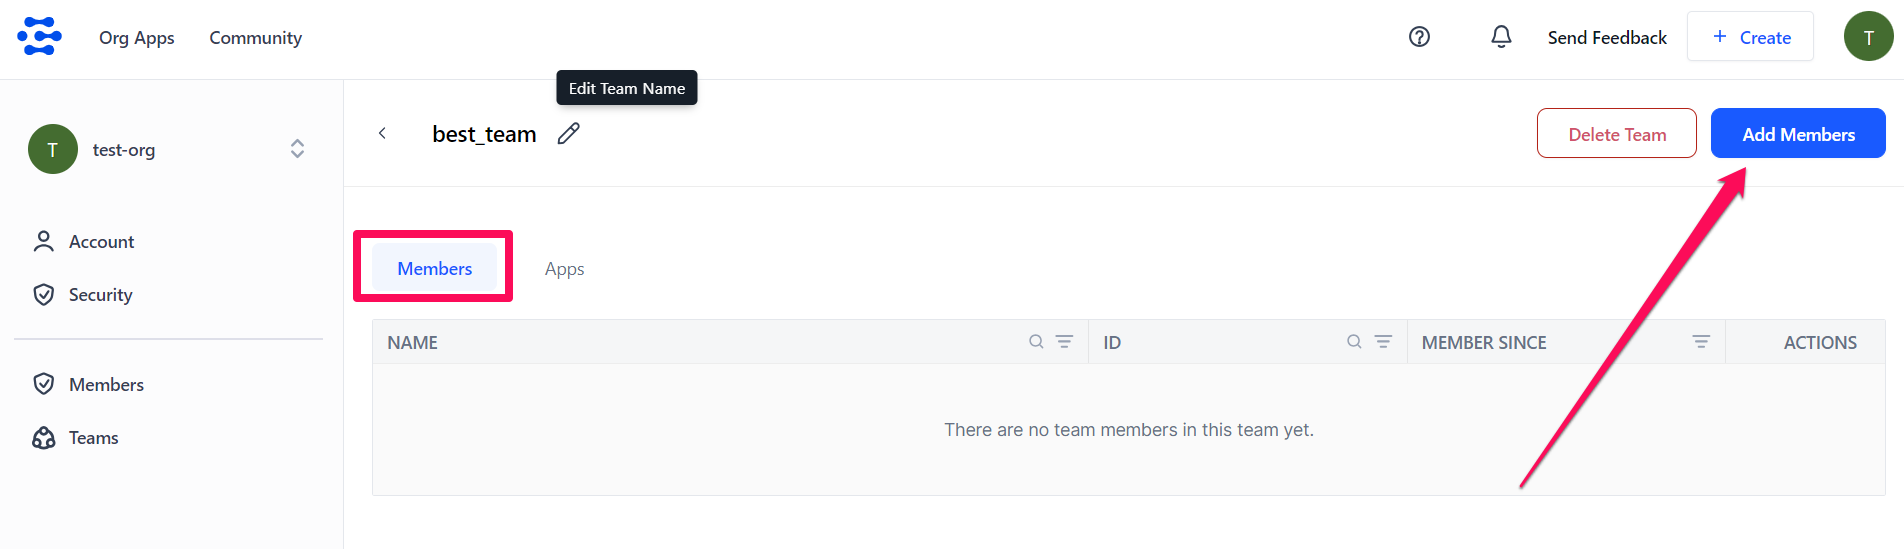 Org Apps Community Send Feedback + Create T
Edit Team Name
T test-org
best_team Delete Team Add Members
Account
Security
Members
Teams
Members Apps
NAME ID MEMBER SINCE ACTIONS
There are no team members in this team yet.